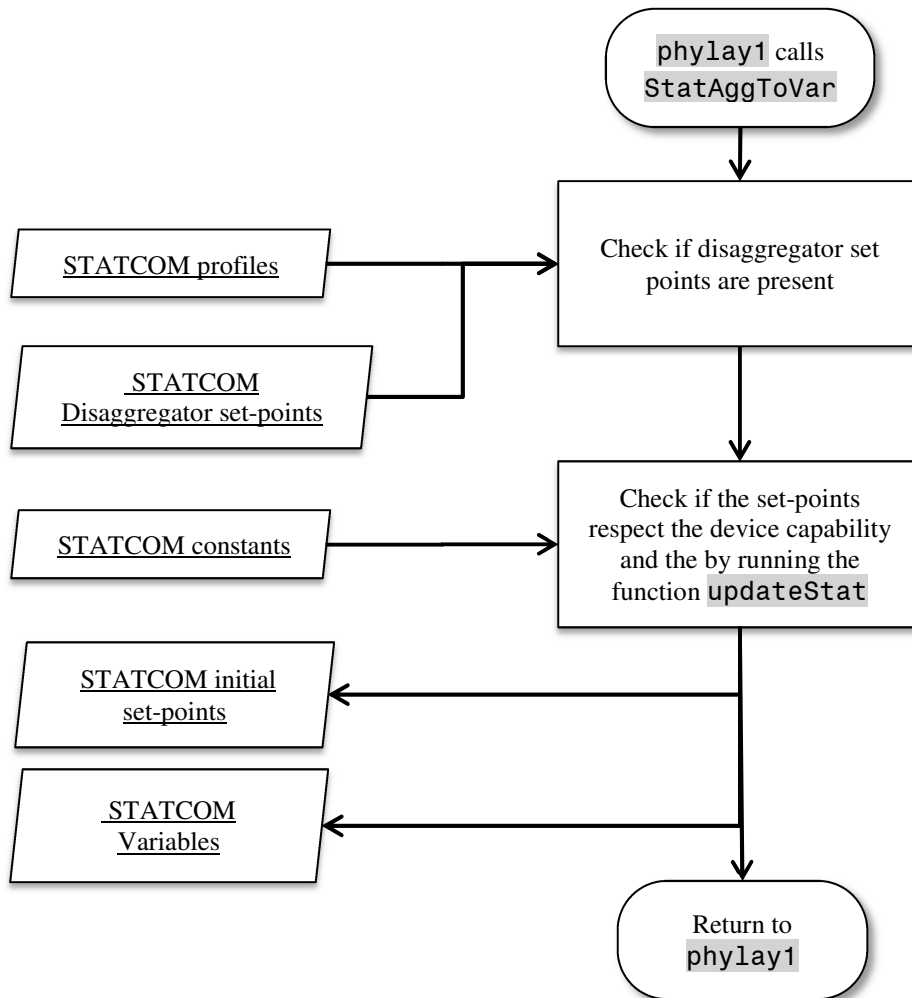 phylay1 calls
StatAggToVar
STATCOM profiles
Check if disaggregator set
points are present
STATCOM
Disaggregator set-points
STATCOM constants
Check if the set-points
respect the device capability
and the by running the
function updateStat
STATCOM initial
set-points
STATCOM
Variables
Return to
phylay1